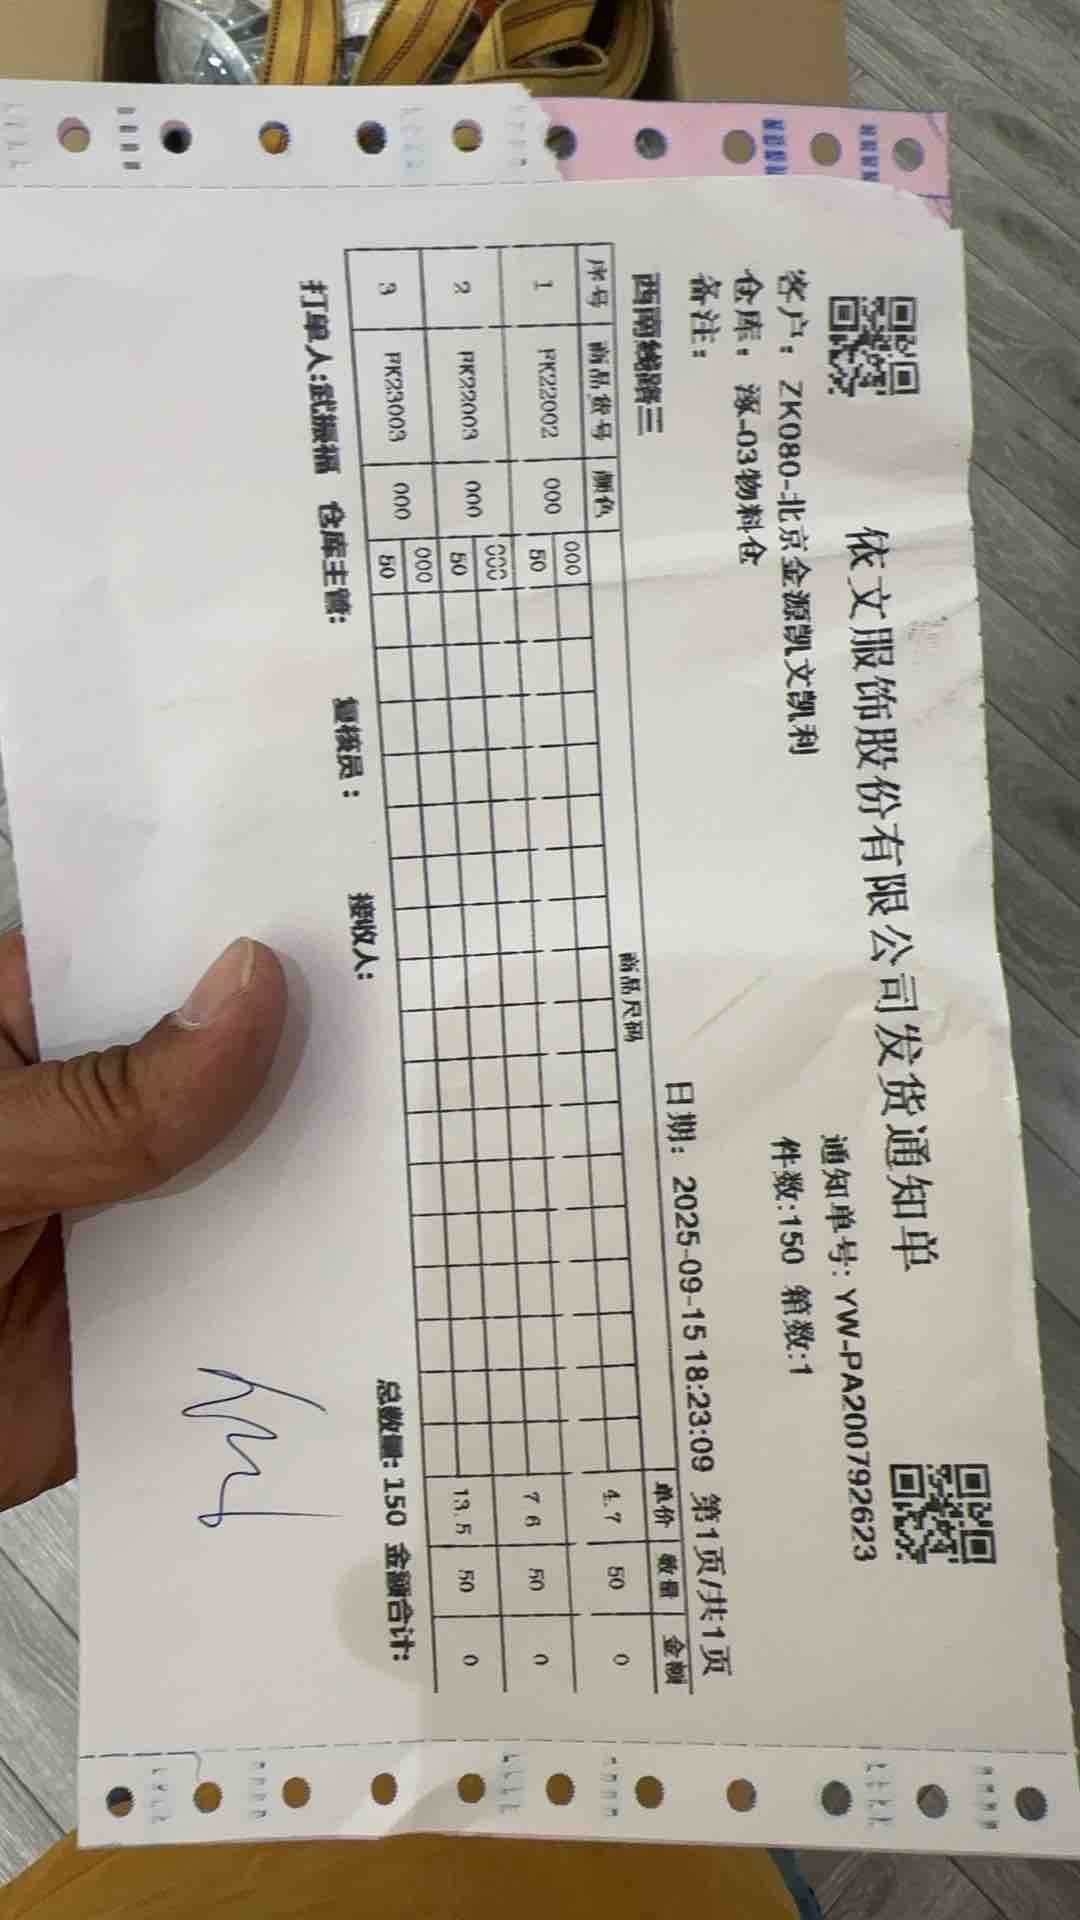 依文服饰股份有限公司发货通知单
通知单号: YW-PA200792623
客户: ZK080-北京金源凯文凯利
件数:150 箱数:1
仓库: 涿-03物料仓
备注:
日期: 2025-09-15 18:23:09 第1页/共1页
西南线路三
序号 商品货号 颜色 商品尺码 单价 数量 金额
000
1 PK22002 000 50 4.7 50 0
000
2 PK22003 000 50 7.6 50 0
000
3 PK23003 000 50 13.5 50 0
打单人:武振福 仓库主管: 复核员: 接收人: 总数量: 150 金额合计: